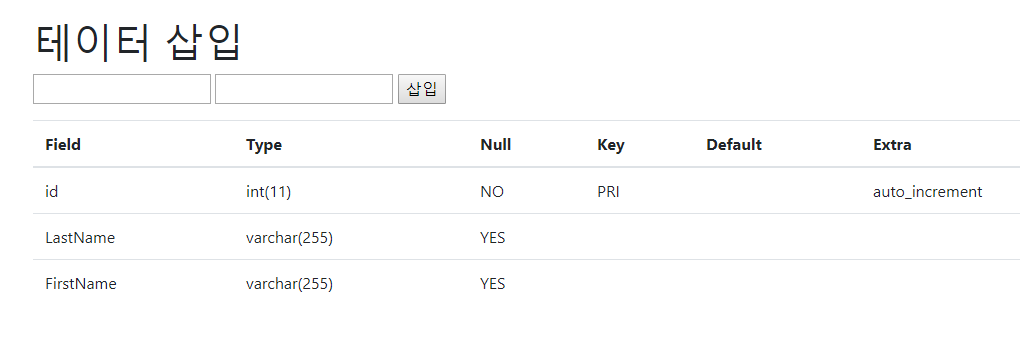 테이터 삽입
삽입
Field Type Null Key Default Extra
id int(11) NO PRI auto_increment
LastName varchar(255) YES
FirstName varchar(255) YES